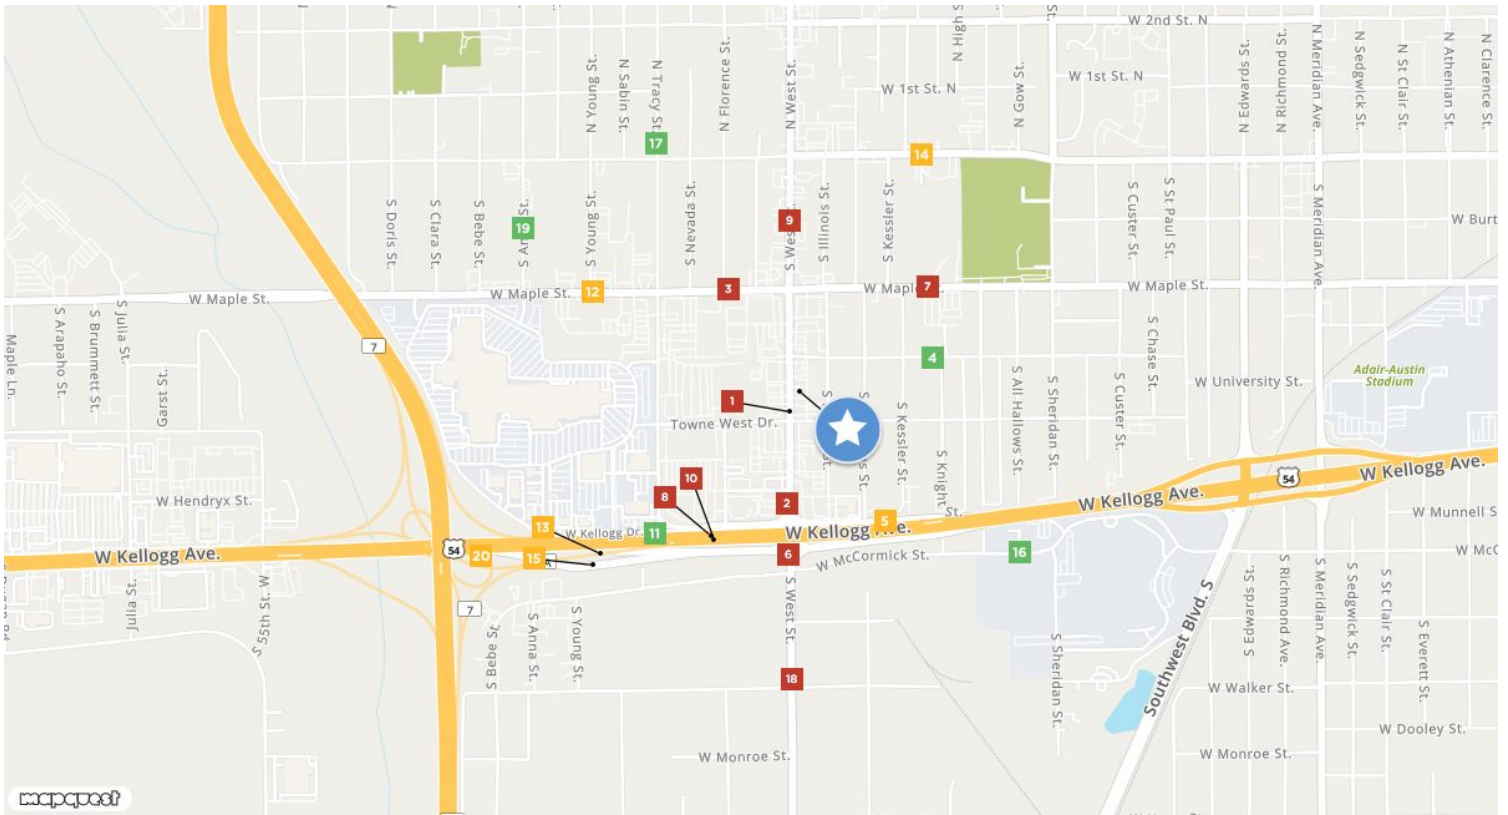 W 2nd St. N
N High S
St.
N Young St.
N Sabin St.
N Tracy St.
N Florence St.
N West St.
W 1st St. N
W 1st St. N
N Gow St.
N Edwards St.
N Richmond St.
N Meridian Ave.
N Sedgwick St.
N St Clair St.
N Athenian St.
N Clarence St.
17
14
S Doris St.
S Clara St.
S Bebe St.
19
S Young St.
S Nevada St.
9
S Illinois St.
S Kessler St.
S Custer St.
S St Paul St.
S Meridian Ave.
W Burt
W Maple St.
W Maple St.
12
3
7
W Maple St.
Maple Ln.
S Arapaho St.
S Brummett St.
S Julia St.
Garst St.
7
4
S Chase St.
W University St.
Adair-Austin
Stadium
1
Towne West Dr.
S Kessler St.
S Knight
St.
S All Hallows St.
S Sheridan St.
S Custer St.
W Hendryx St.
10
8
2
W Kellogg Ave.
54
W Kellogg Ave.
W Munnell S
13
W Kellogg Dr.
11
W Kellogg Ave.
5
W Kellogg Ave.
54
20
15
6
W McCormick St.
16
Julia St.
S 55th St. W
7
S Bebe St.
S Anna St.
S Young St.
S West St.
18
S Sheridan St.
Southwest Blvd. S
S Edwards St.
S Richmond Ave.
S Meridian Ave.
S Sedgwick St.
S St Clair St.
S Everett St.
W Walker St.
W Dooley St.
W Monroe St.
W Monroe St.
mapquest